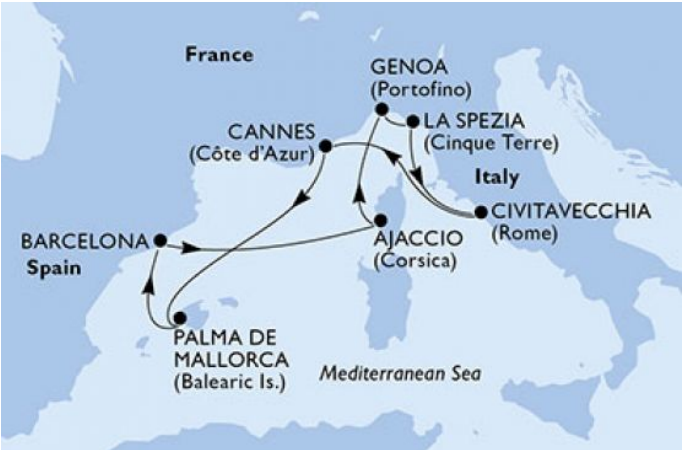 France
GENOA
(Portofino)
LA SPEZIA
(Cinque Terre)
CANNES
(Côte d'Azur)
Italy
CIVITAVECCHIA
(Rome)
BARCELONA
Spain
AJACCIO
(Corsica)
PALMA DE
MALLORCA
(Balearic Is.)
Mediterranean Sea